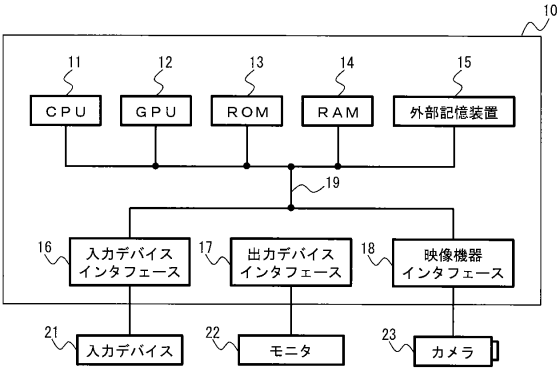 10
11
12
13
14
15
ＣＰＵ
ＧＰＵ
ＲＯＭ
ＲＡＭ
外部記憶装置
19
16
入力デバイス
インタフェース
17
出力デバイス
インタフェース
18
映像機器
インタフェース
21
入力デバイス
22
モニタ
23
カメラ